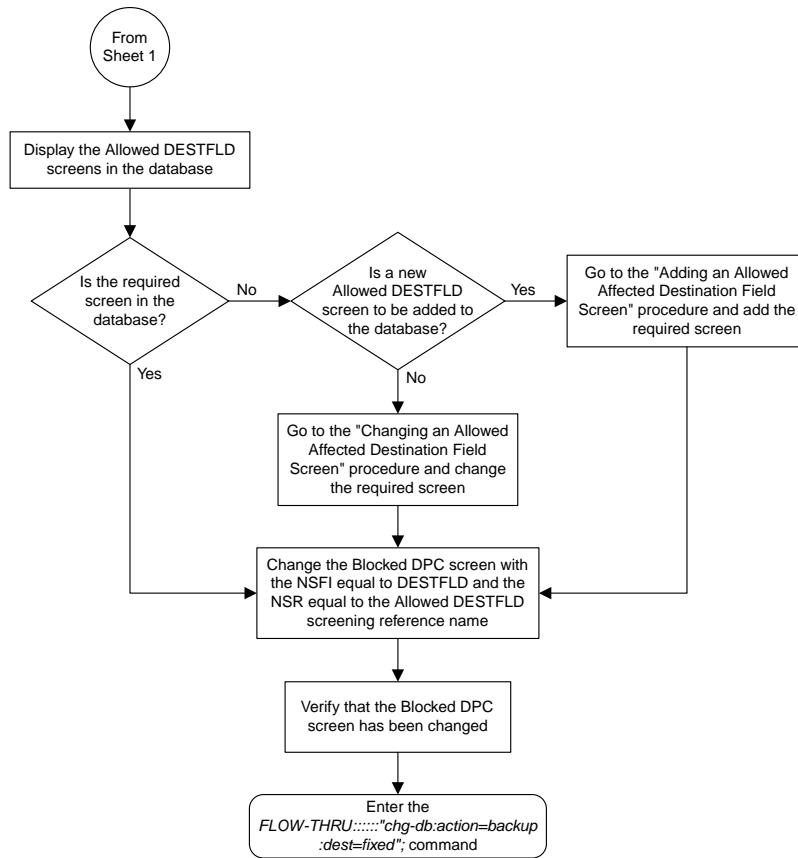 From
Sheet 1
Display the Allowed DESTFLD
screens in the database
Is the required
screen in the
database?
No
Yes
Is a new
Allowed DESTFLD
screen to be added to
the database?
Yes
No
Go to the "Adding an Allowed
Affected Destination Field
Screen" procedure and add the
required screen
Go to the "Changing an Allowed
Affected Destination Field
Screen" procedure and change
the required screen
Change the Blocked DPC screen with
the NSFI equal to DESTFLD and the
NSR equal to the Allowed DESTFLD
screening reference name
Verify that the Blocked DPC
screen has been changed
Enter the
FLOW-THRU::::::"chg-db:action=backup
:dest=fixed"; command